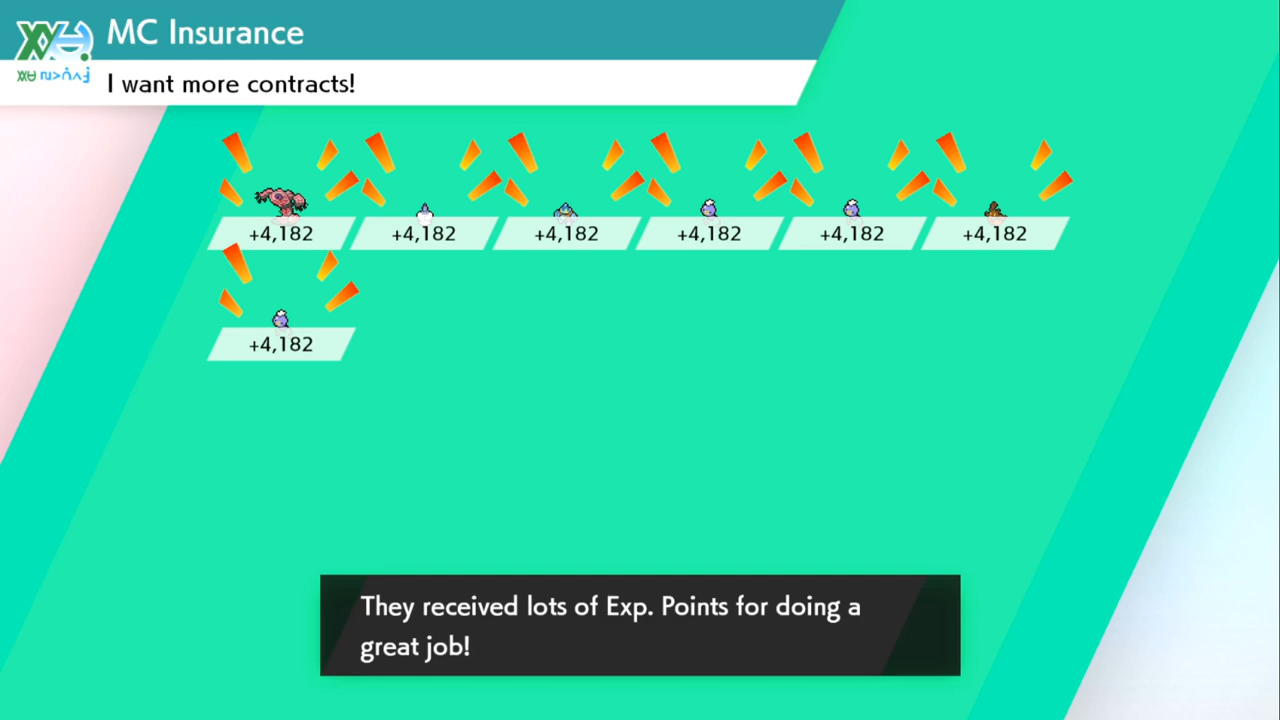 MC Insurance
I want more contracts!
+4,182 +4,182 +4,182 +4,182 +4,182 +4,182
+4,182
They received lots of Exp. Points for doing a
great job!